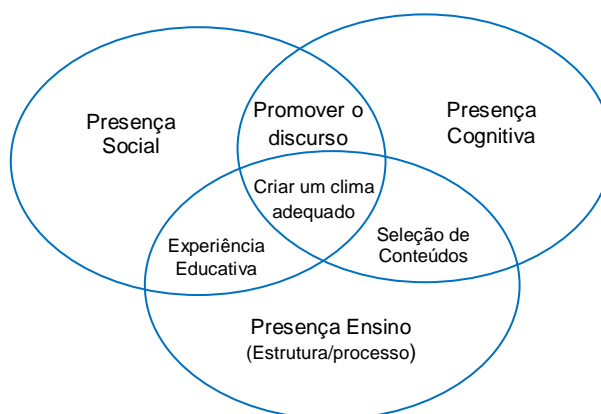 Presença
Social
Promover o
discurso
Presença
Cognitiva
Criar um clima
adequado
Experiência
Educativa
Seleção de
Conteúdos
Presença Ensino
(Estrutura/processo)